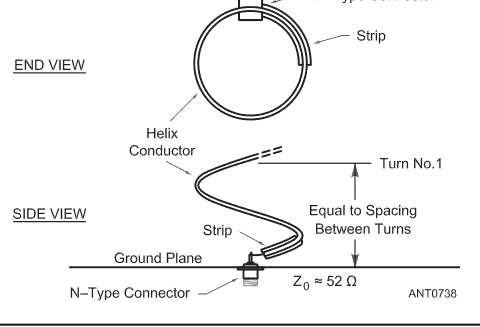 Strip
END VIEW
Helix
Conductor
Turn No.1
SIDE VIEW
Equal to Spacing
Between Turns
Strip
Ground Plane
N–Type Connector
Z0 ≈ 52 Ω
ANT0738